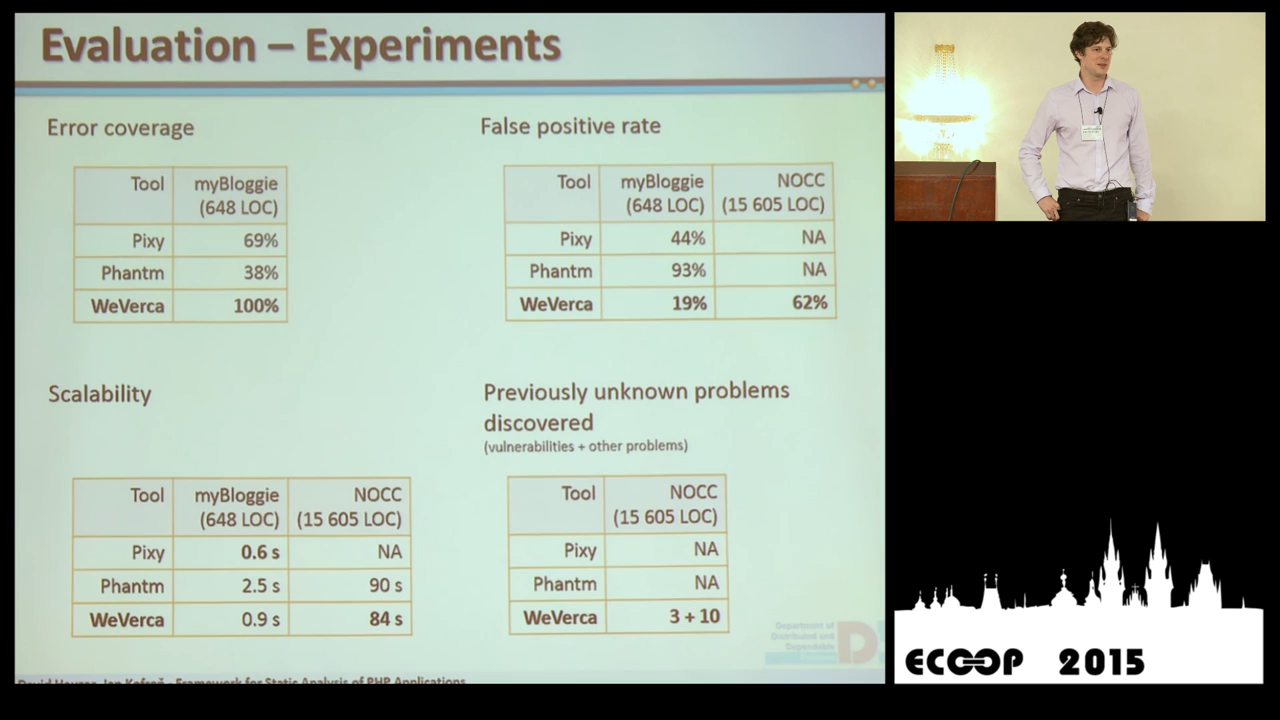 Evaluation – Experiments
Error coverage
Tool myBloggie (648 LOC)
Pixy 69%
Phantm 38%
WeVerca 100%
False positive rate
Tool myBloggie (648 LOC) NOCC (15 605 LOC)
Pixy 44% NA
Phantm 93% NA
WeVerca 19% 62%
Scalability
Tool myBloggie (648 LOC) NOCC (15 605 LOC)
Pixy 0.6 s NA
Phantm 2.5 s 90 s
WeVerca 0.9 s 84 s
Previously unknown problems
discovered
(vulnerabilities + other problems)
Tool NOCC (15 605 LOC)
Pixy NA
Phantm NA
WeVerca 3 + 10
Department of
Distributed and
Dependable
D
David Hauzar, Jan Kofroň - Framework for Static Analysis of PHP Applications
ECOOP 2015